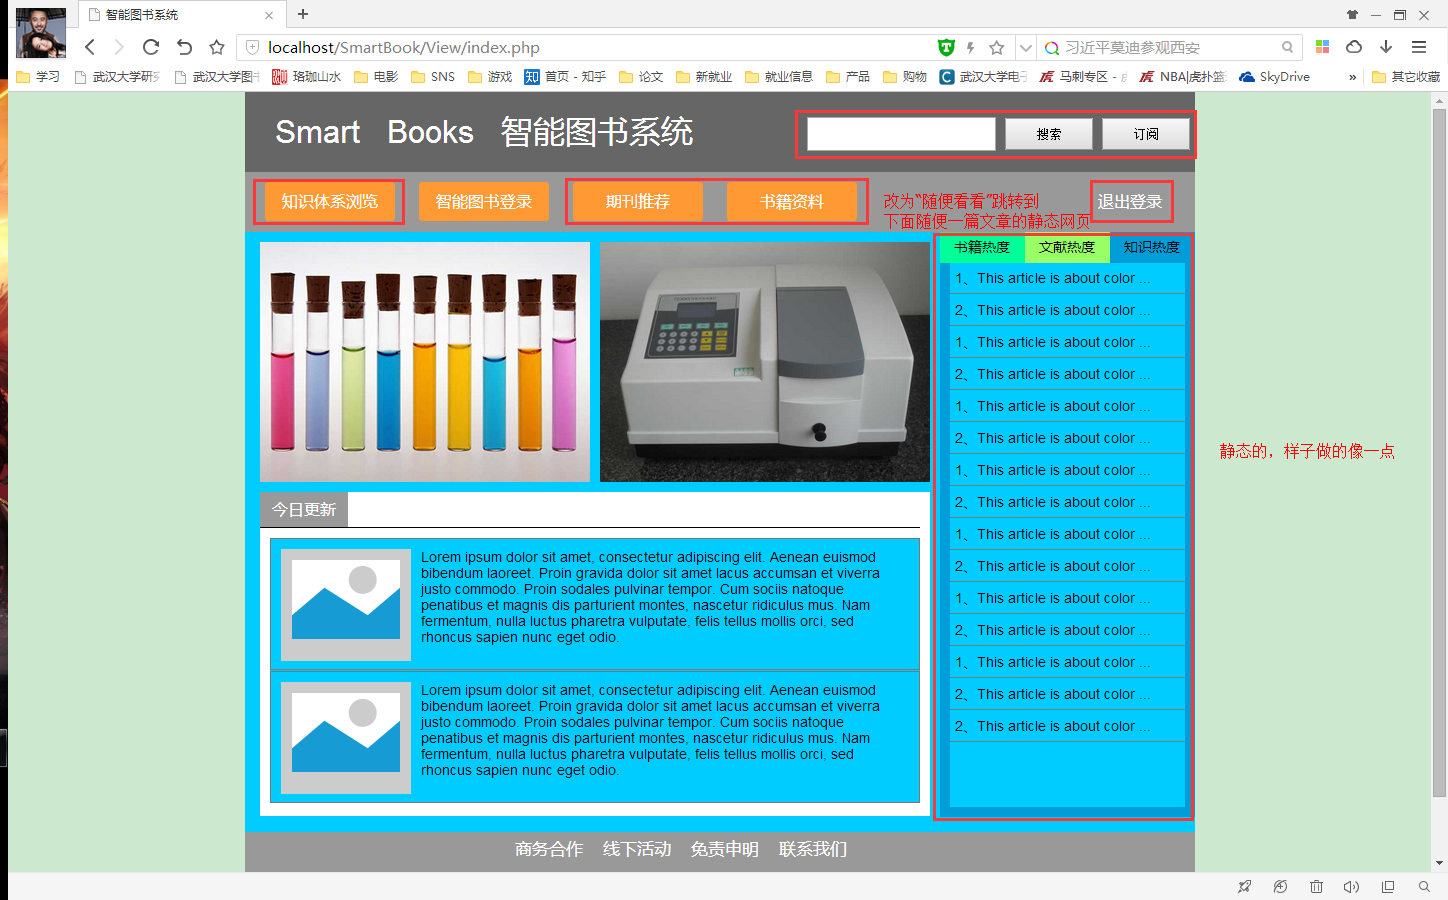 智能图书系统
localhost/SmartBook/View/index.php
习近平莫迪参观西安
学习 武汉大学研究 武汉大学图书 珞珈山水 电影 SNS 游戏 首页 - 知乎 论文 新就业 就业信息 产品 购物 武汉大学电子 马刺专区 - NBA|虎扑篮 SkyDrive » 其它收藏
Smart Books 智能图书系统
搜索 订阅
知识体系浏览 智能图书登录 期刊推荐 书籍资料
改为“随便看看”跳转到
下面随便一篇文章的静态网页
退出登录
书籍热度 文献热度 知识热度
1、This article is about color ...
2、This article is about color ...
1、This article is about color ...
2、This article is about color ...
1、This article is about color ...
2、This article is about color ...
1、This article is about color ...
2、This article is about color ...
1、This article is about color ...
2、This article is about color ...
1、This article is about color ...
2、This article is about color ...
1、This article is about color ...
2、This article is about color ...
2、This article is about color ...
静态的，样子做的像一点
今日更新
Lorem ipsum dolor sit amet, consectetur adipiscing elit. Aenean euismod
bibendum laoreet. Proin gravida dolor sit amet lacus accumsan et viverra
justo commodo. Proin sodales pulvinar tempor. Cum sociis natoque
penatibus et magnis dis parturient montes, nascetur ridiculus mus. Nam
fermentum, nulla luctus pharetra vulputate, felis tellus mollis orci, sed
rhoncus sapien nunc eget odio.
Lorem ipsum dolor sit amet, consectetur adipiscing elit. Aenean euismod
bibendum laoreet. Proin gravida dolor sit amet lacus accumsan et viverra
justo commodo. Proin sodales pulvinar tempor. Cum sociis natoque
penatibus et magnis dis parturient montes, nascetur ridiculus mus. Nam
fermentum, nulla luctus pharetra vulputate, felis tellus mollis orci, sed
rhoncus sapien nunc eget odio.
商务合作 线下活动 免责申明 联系我们